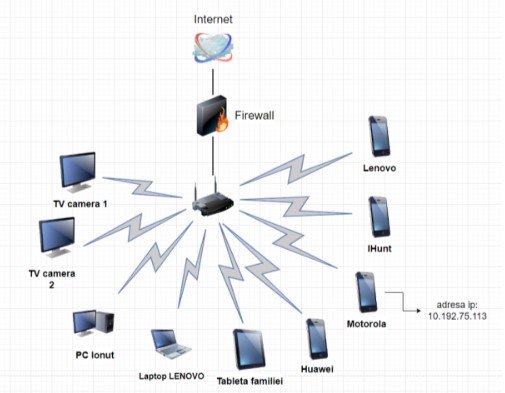 Internet
Firewall
Lenovo
TV camera 1
IHunt
TV camera
2
adresa ip:
10.192.75.113
Motorola
PC Ionut
Laptop LENOVO
Tableta familiei
Huawei